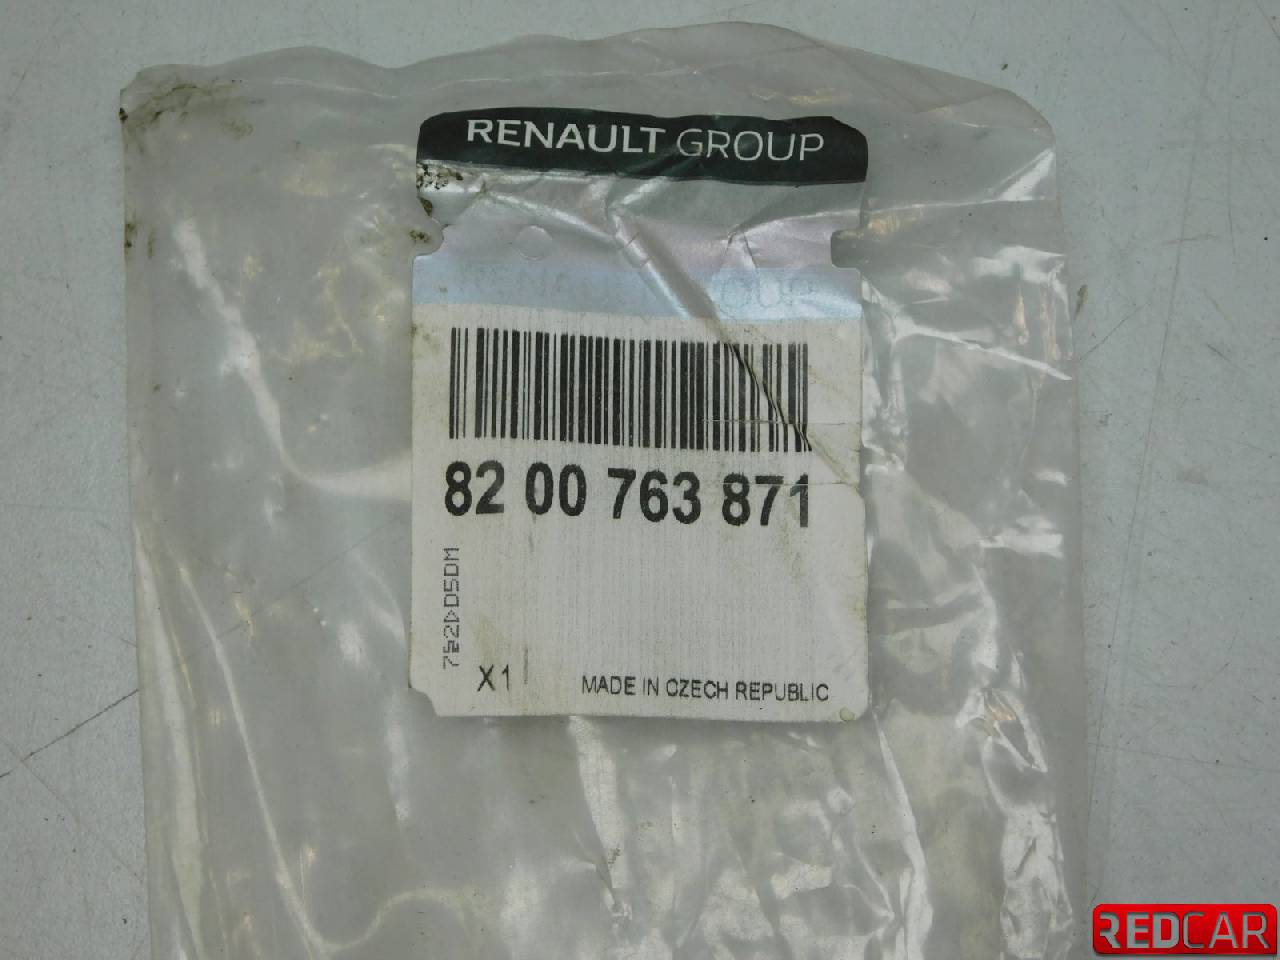 RENAULT GROUP
82 00 763 871
X1
MADE IN CZECH REPUBLIC
REDCAR